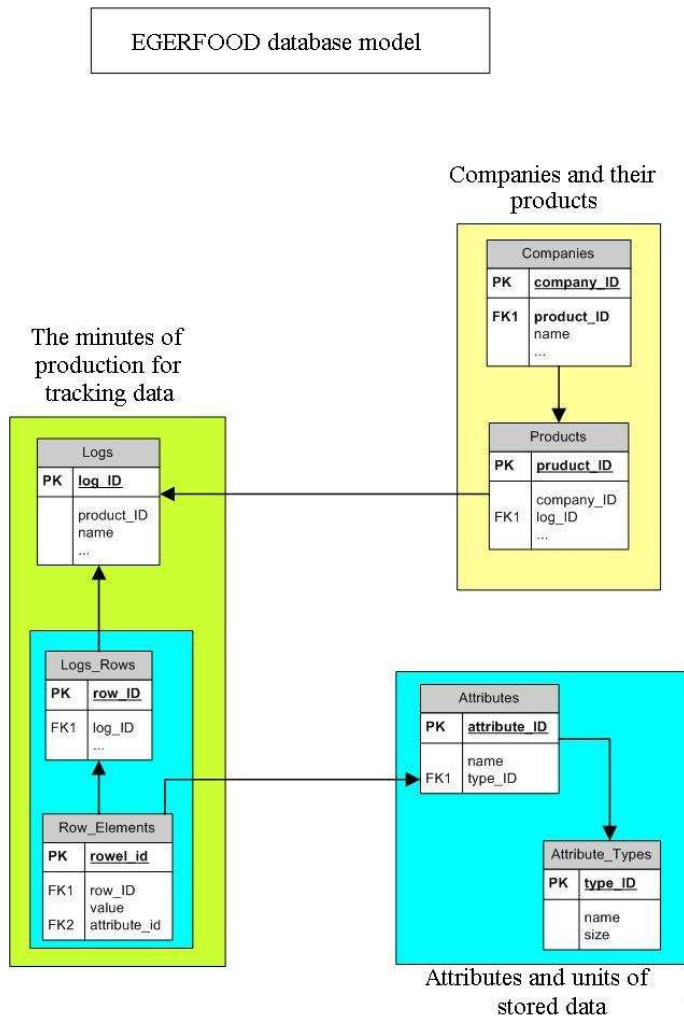 EGERFOOD database model
Companies and their
products
Companies
PK company_ID
FK1 product_ID
name
...
Products
PK pruduct_ID
company_ID
FK1 log_ID
...
The minutes of
production for
tracking data
Logs
PK log_ID
product_ID
name
...
Logs_Rows
PK row_ID
FK1 log_ID
...
Row_Elements
PK rowel_id
FK1 row_ID
value
FK2 attribute_id
Attributes
PK attribute_ID
name
FK1 type_ID
Attribute_Types
PK type_ID
name
size
Attributes and units of
stored data